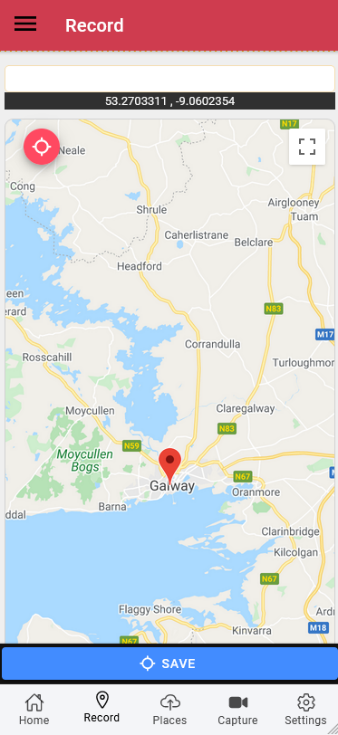 Record
53.2703311 , -9.0602354
N17
Neale
Cong
Shrule
Airglooney
Tuam
Caherlistrane
Belclare
Headford
een
erard
N83
M17
Corrandulla
Rosscahill
Turloughmor
Moycullen
Claregalway
N83
N59
Moycullen
Bogs
N67
Galway
Oranmore
Barna
ddal
Clarinbridge
Kilcolgan
N67
Flaggy Shore
Ardr
M18
Kinvarra
N67
SAVE
Home
Record
Places
Capture
Settings